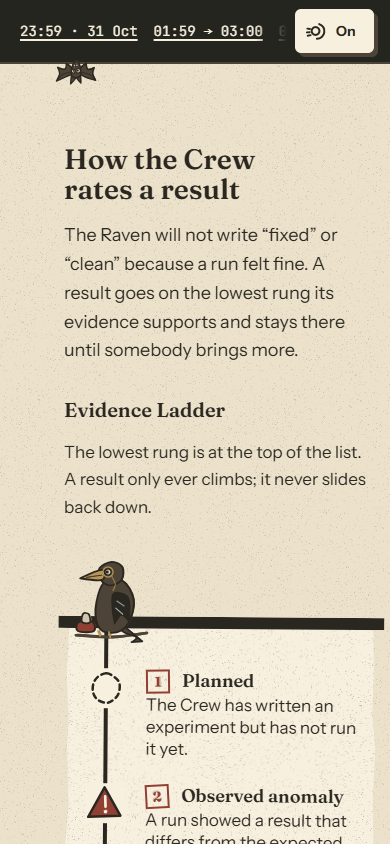 23:59 · 31 Oct 01:59 → 03:00
On
How the Crew
rates a result
The Raven will not write “fixed” or
“clean” because a run felt fine. A
result goes on the lowest rung its
evidence supports and stays there
until somebody brings more.
Evidence Ladder
The lowest rung is at the top of the list.
A result only ever climbs; it never slides
back down.
1 Planned
The Crew has written an
experiment but has not run
it yet.
2 Observed anomaly
A run showed a result that
differs from the expected